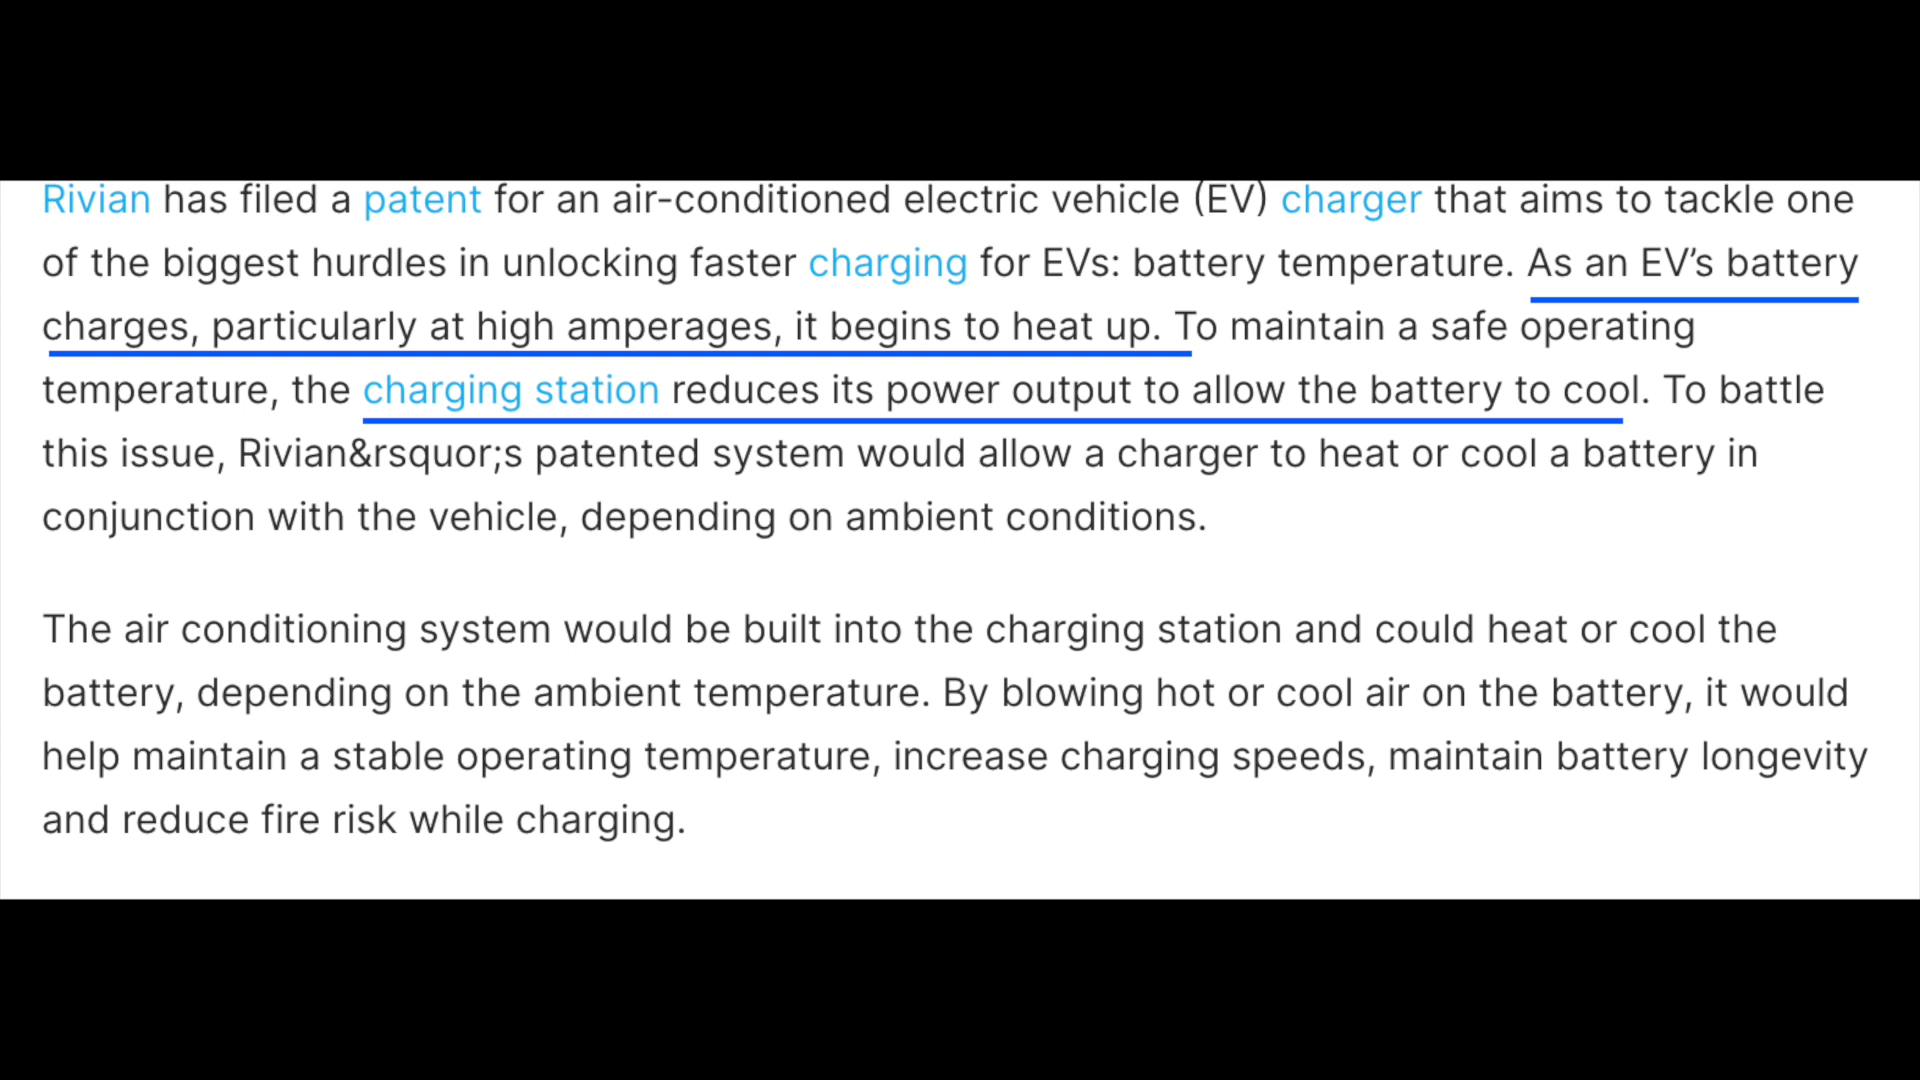 Rivian has filed a patent for an air-conditioned electric vehicle (EV) charger that aims to tackle one
of the biggest hurdles in unlocking faster charging for EVs: battery temperature. As an EV’s battery
charges, particularly at high amperages, it begins to heat up. To maintain a safe operating
temperature, the charging station reduces its power output to allow the battery to cool. To battle
this issue, Rivian&rsquor;s patented system would allow a charger to heat or cool a battery in
conjunction with the vehicle, depending on ambient conditions.
The air conditioning system would be built into the charging station and could heat or cool the
battery, depending on the ambient temperature. By blowing hot or cool air on the battery, it would
help maintain a stable operating temperature, increase charging speeds, maintain battery longevity
and reduce fire risk while charging.